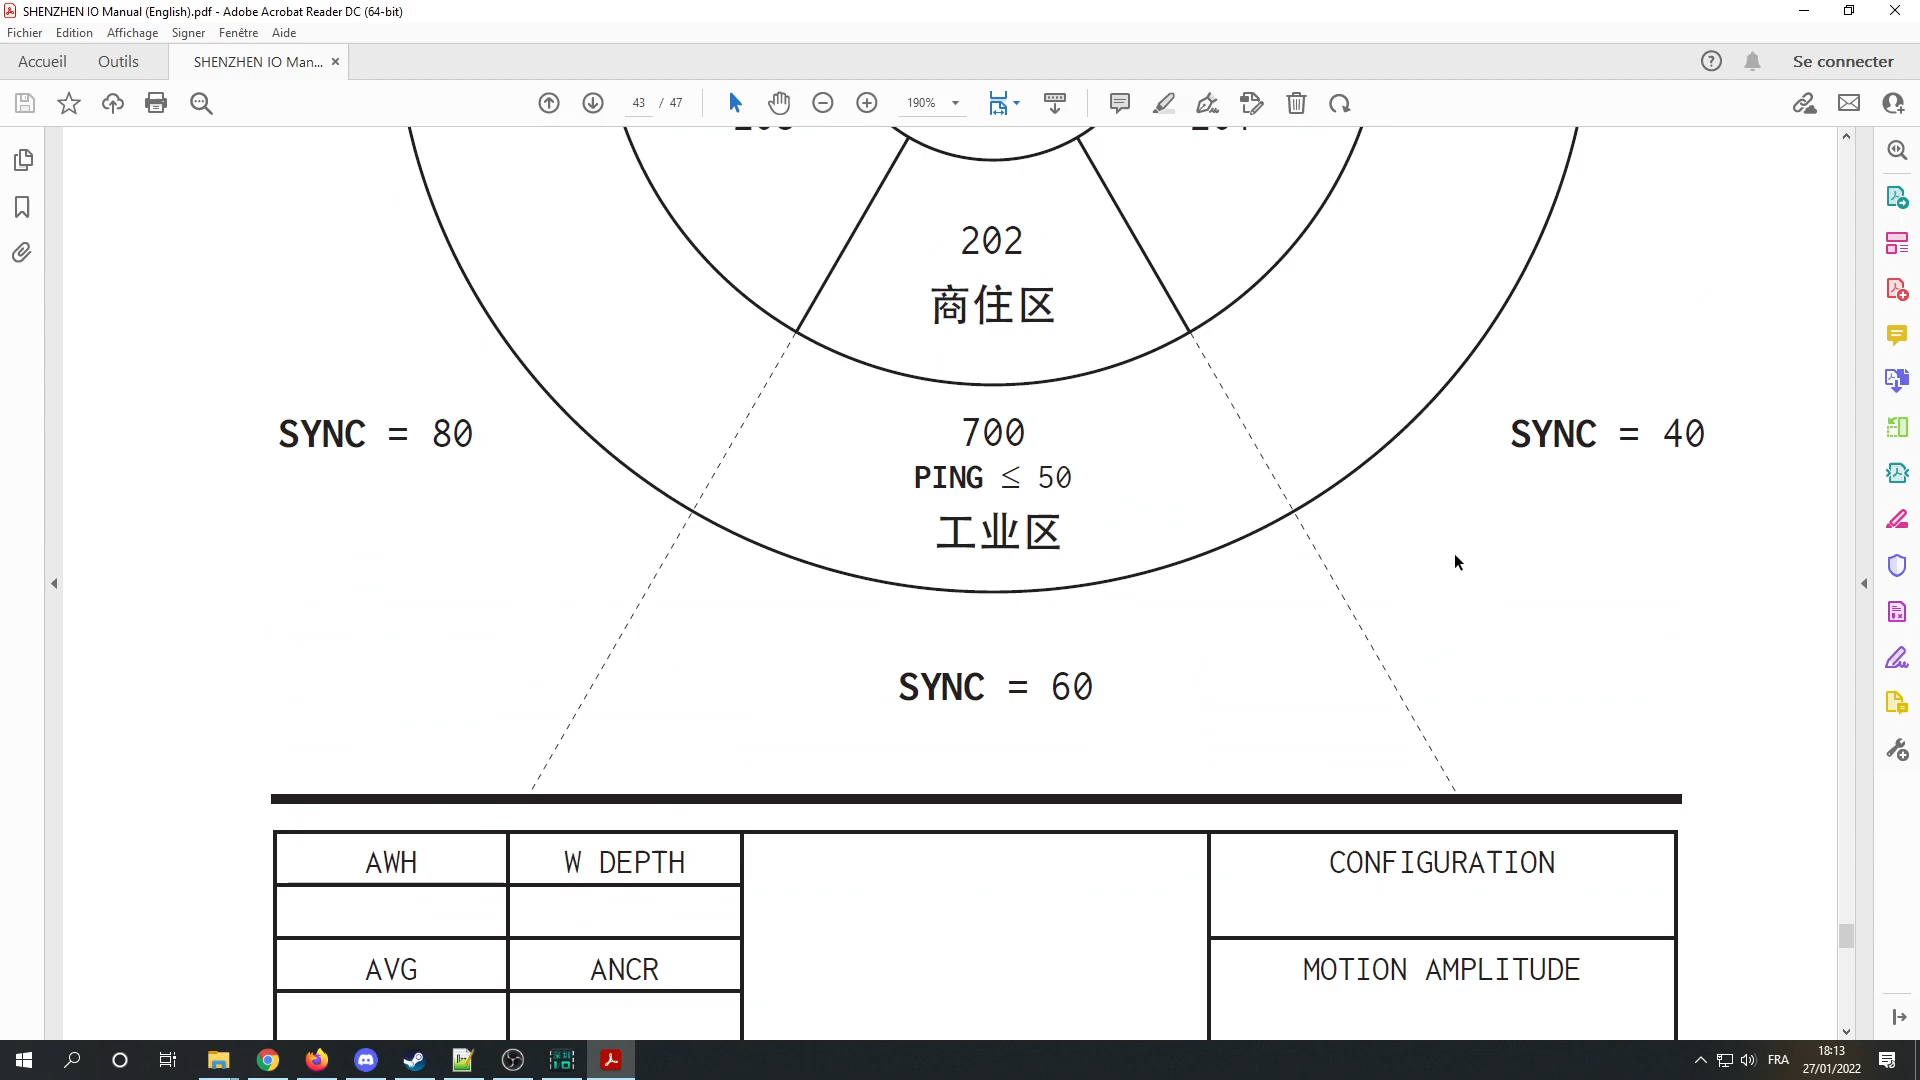 SHENZHEN IO Manual (English).pdf - Adobe Acrobat Reader DC (64-bit)
Fichier Edition Affichage Signer Fenêtre Aide
Accueil Outils SHENZHEN IO Man... Se connecter
43 / 47 190%
202
商住区
SYNC = 80
700
SYNC = 40
PING ≤ 50
工业区
SYNC = 60
AWH W DEPTH CONFIGURATION
AVG ANCR MOTION AMPLITUDE
FRA
18:13
27/01/2022